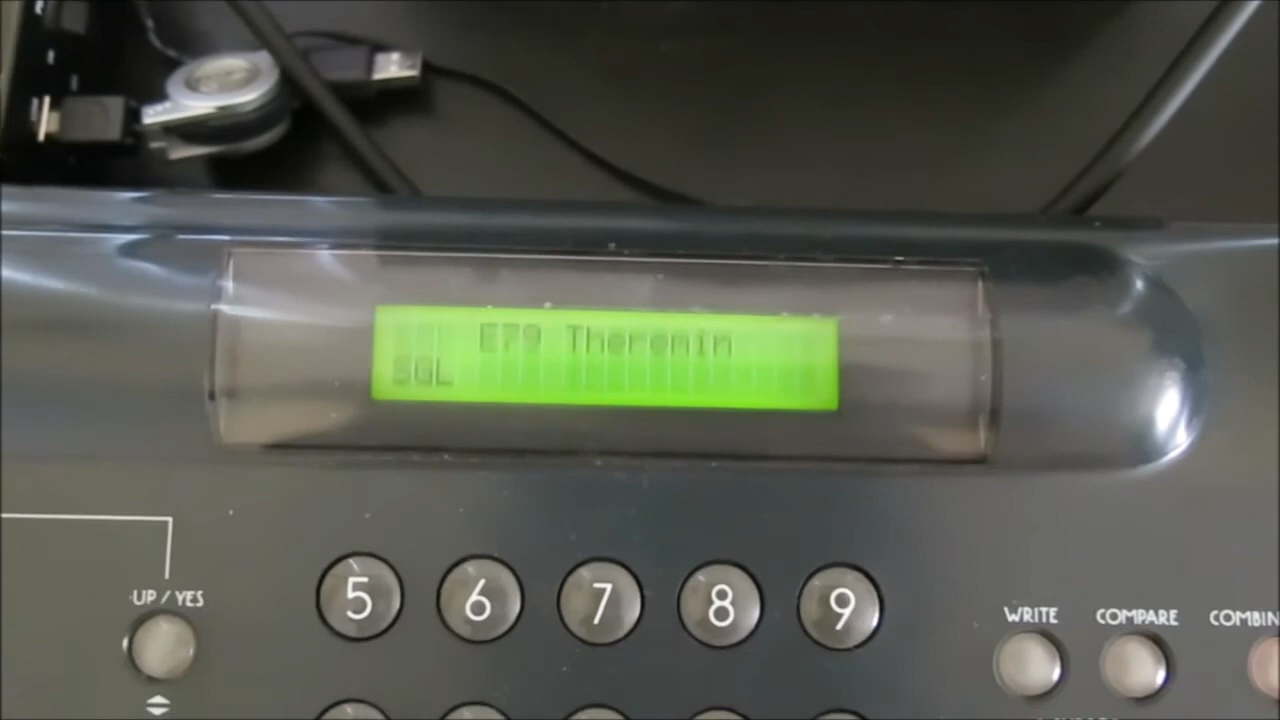 E79 Theremin
SGL
UP / YES
5 6 7 8 9
WRITE COMPARE COMBIN